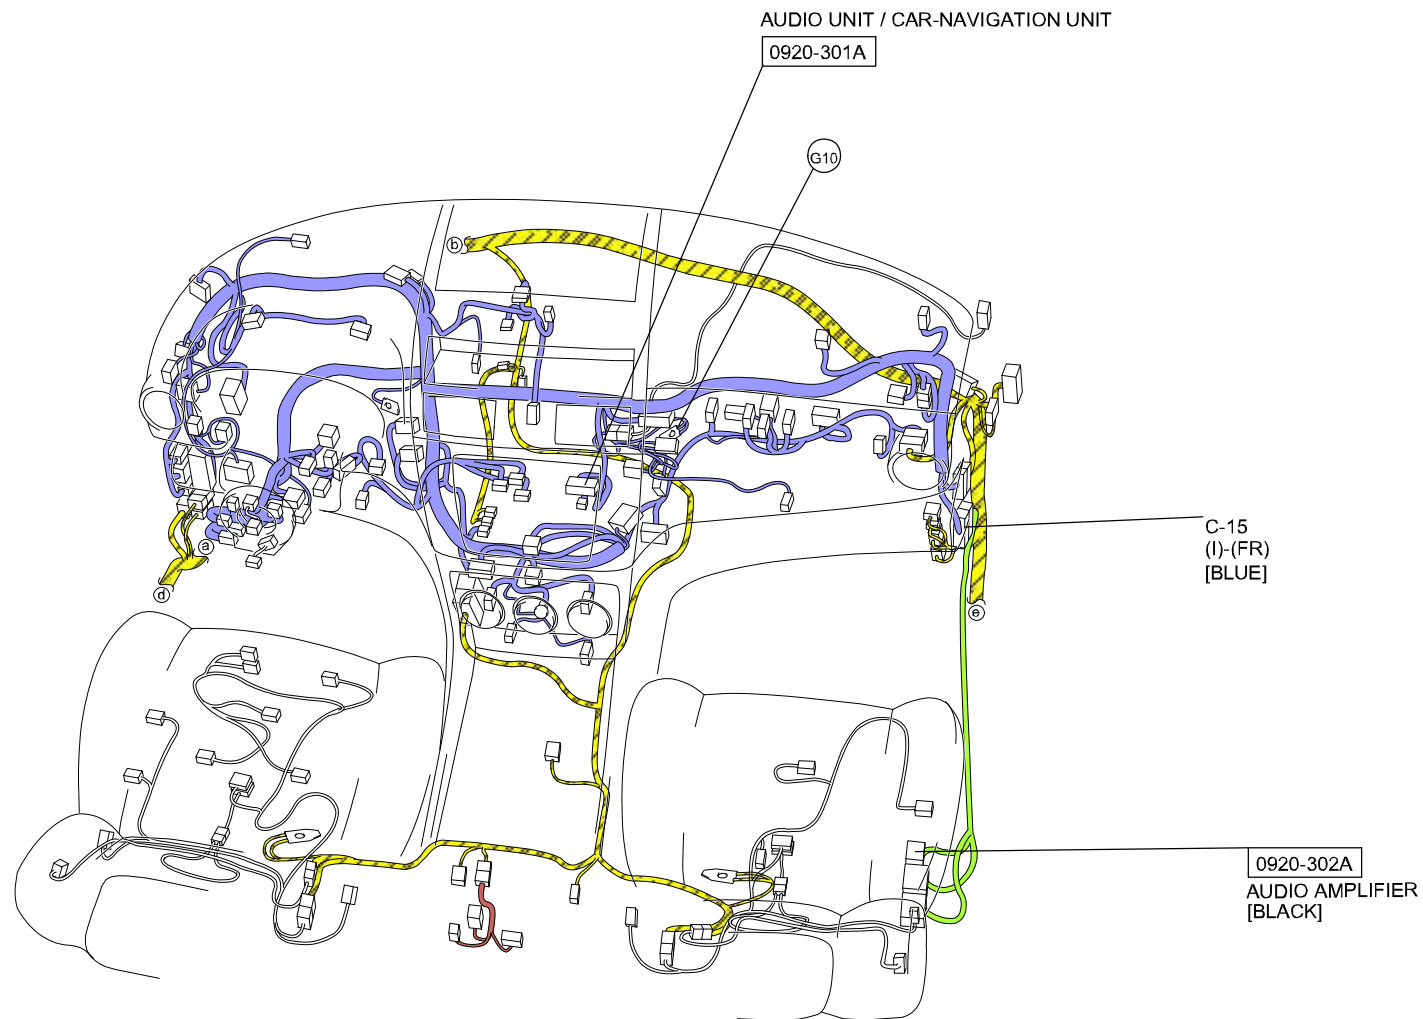 AUDIO UNIT / CAR-NAVIGATION UNIT
0920-301A
G10
b
a
d
C-15
(I)-(FR)
[BLUE]
e
0920-302A
AUDIO AMPLIFIER
[BLACK]